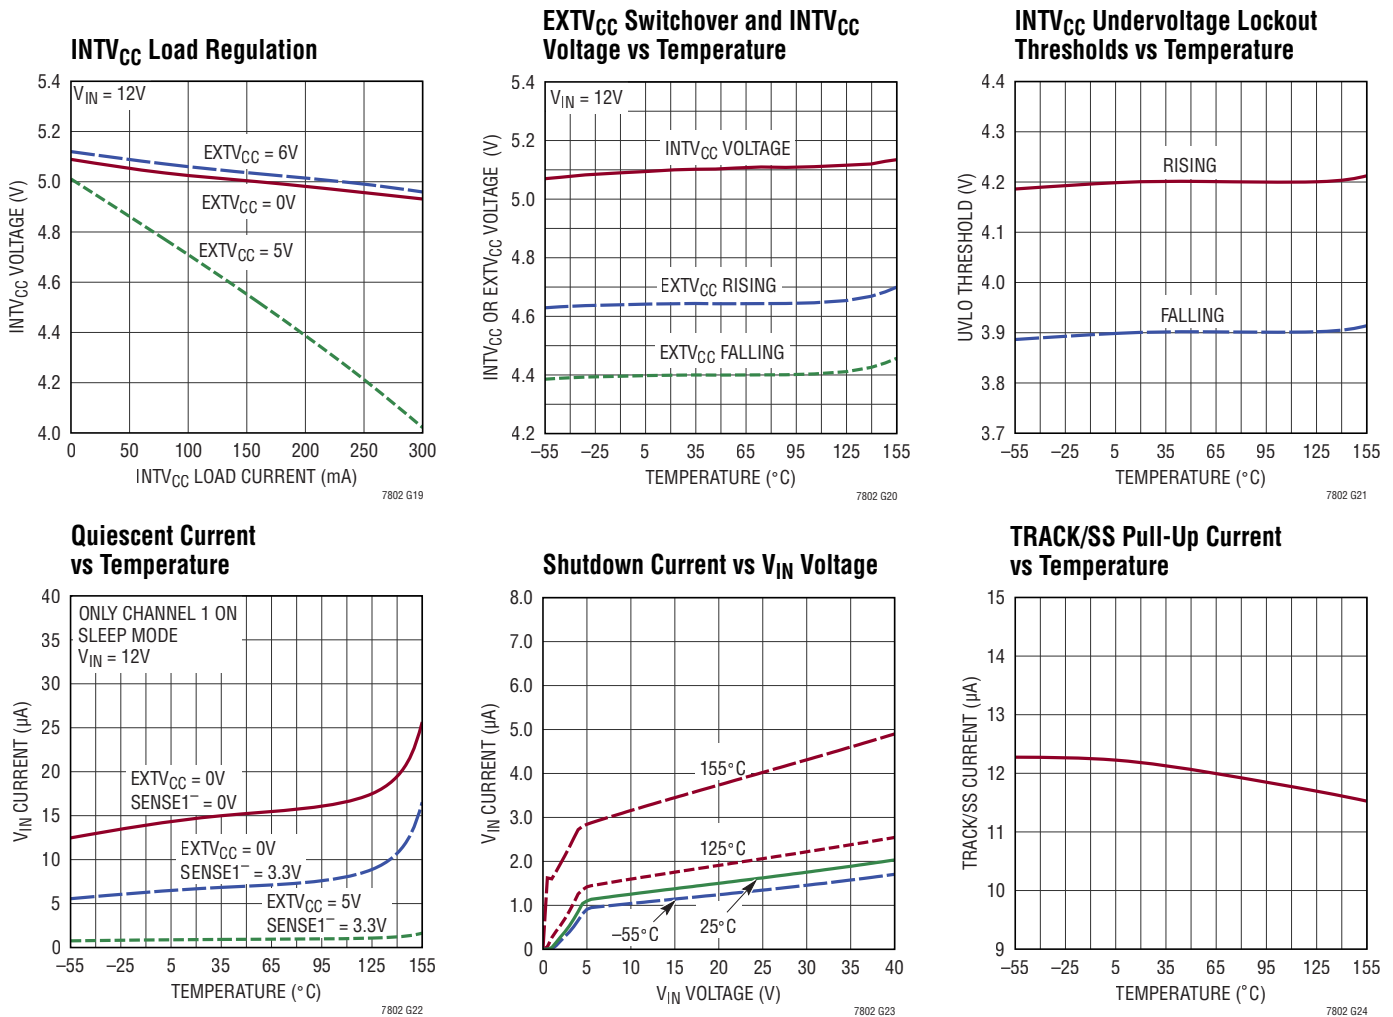 INTVCC Load Regulation
5.4
5.2
5.0
4.8
4.6
4.4
4.2
4.0
INTVCC VOLTAGE (V)
VIN = 12V
EXTVCC = 6V
EXTVCC = 0V
EXTVCC = 5V
0 50 100 150 200 250 300
INTVCC LOAD CURRENT (mA)
7802 G19
EXTVCC Switchover and INTVCC
Voltage vs Temperature
5.4
5.2
5.0
4.8
4.6
4.4
4.2
INTVCC OR EXTVCC VOLTAGE (V)
VIN = 12V
INTVCC VOLTAGE
EXTVCC RISING
EXTVCC FALLING
–55 –25 5 35 65 95 125 155
TEMPERATURE (°C)
7802 G20
INTVCC Undervoltage Lockout
Thresholds vs Temperature
4.4
4.3
4.2
4.1
4.0
3.9
3.8
3.7
UVLO THRESHOLD (V)
RISING
FALLING
–55 –25 5 35 65 95 125 155
TEMPERATURE (°C)
7802 G21
Quiescent Current
vs Temperature
40
35
30
25
20
15
10
5
0
VIN CURRENT (µA)
ONLY CHANNEL 1 ON
SLEEP MODE
VIN = 12V
EXTVCC = 0V
SENSE1– = 0V
EXTVCC = 0V
SENSE1– = 3.3V
EXTVCC = 5V
SENSE1– = 3.3V
–55 –25 5 35 65 95 125 155
TEMPERATURE (°C)
7802 G22
Shutdown Current vs VIN Voltage
8.0
7.0
6.0
5.0
4.0
3.0
2.0
1.0
0
VIN CURRENT (µA)
155°C
125°C
–55°C
25°C
0 5 10 15 20 25 30 35 40
VIN VOLTAGE (V)
7802 G23
TRACK/SS Pull-Up Current
vs Temperature
15
14
13
12
11
10
9
TRACK/SS CURRENT (µA)
–55 –25 5 35 65 95 125 155
TEMPERATURE (°C)
7802 G24